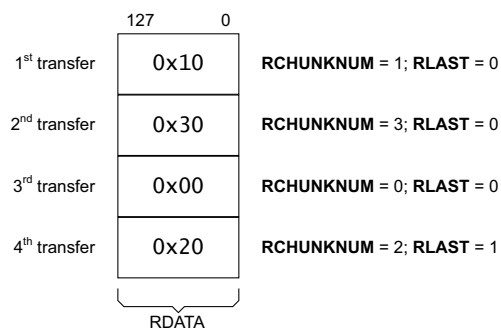 127 0
1st transfer 0x10 RCHUNKNUM = 1; RLAST = 0
2nd transfer 0x30 RCHUNKNUM = 3; RLAST = 0
3rd transfer 0x00 RCHUNKNUM = 0; RLAST = 0
4th transfer 0x20 RCHUNKNUM = 2; RLAST = 1
RDATA